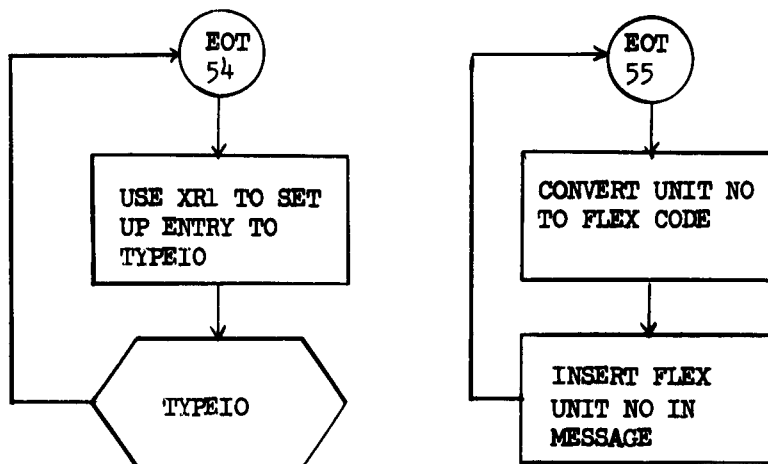 EOT
54
USE XR1 TO SET
UP ENTRY TO
TYPEIO
TYPEIO
EOT
55
CONVERT UNIT NO
TO FLEX CODE
INSERT FLEX
UNIT NO IN
MESSAGE